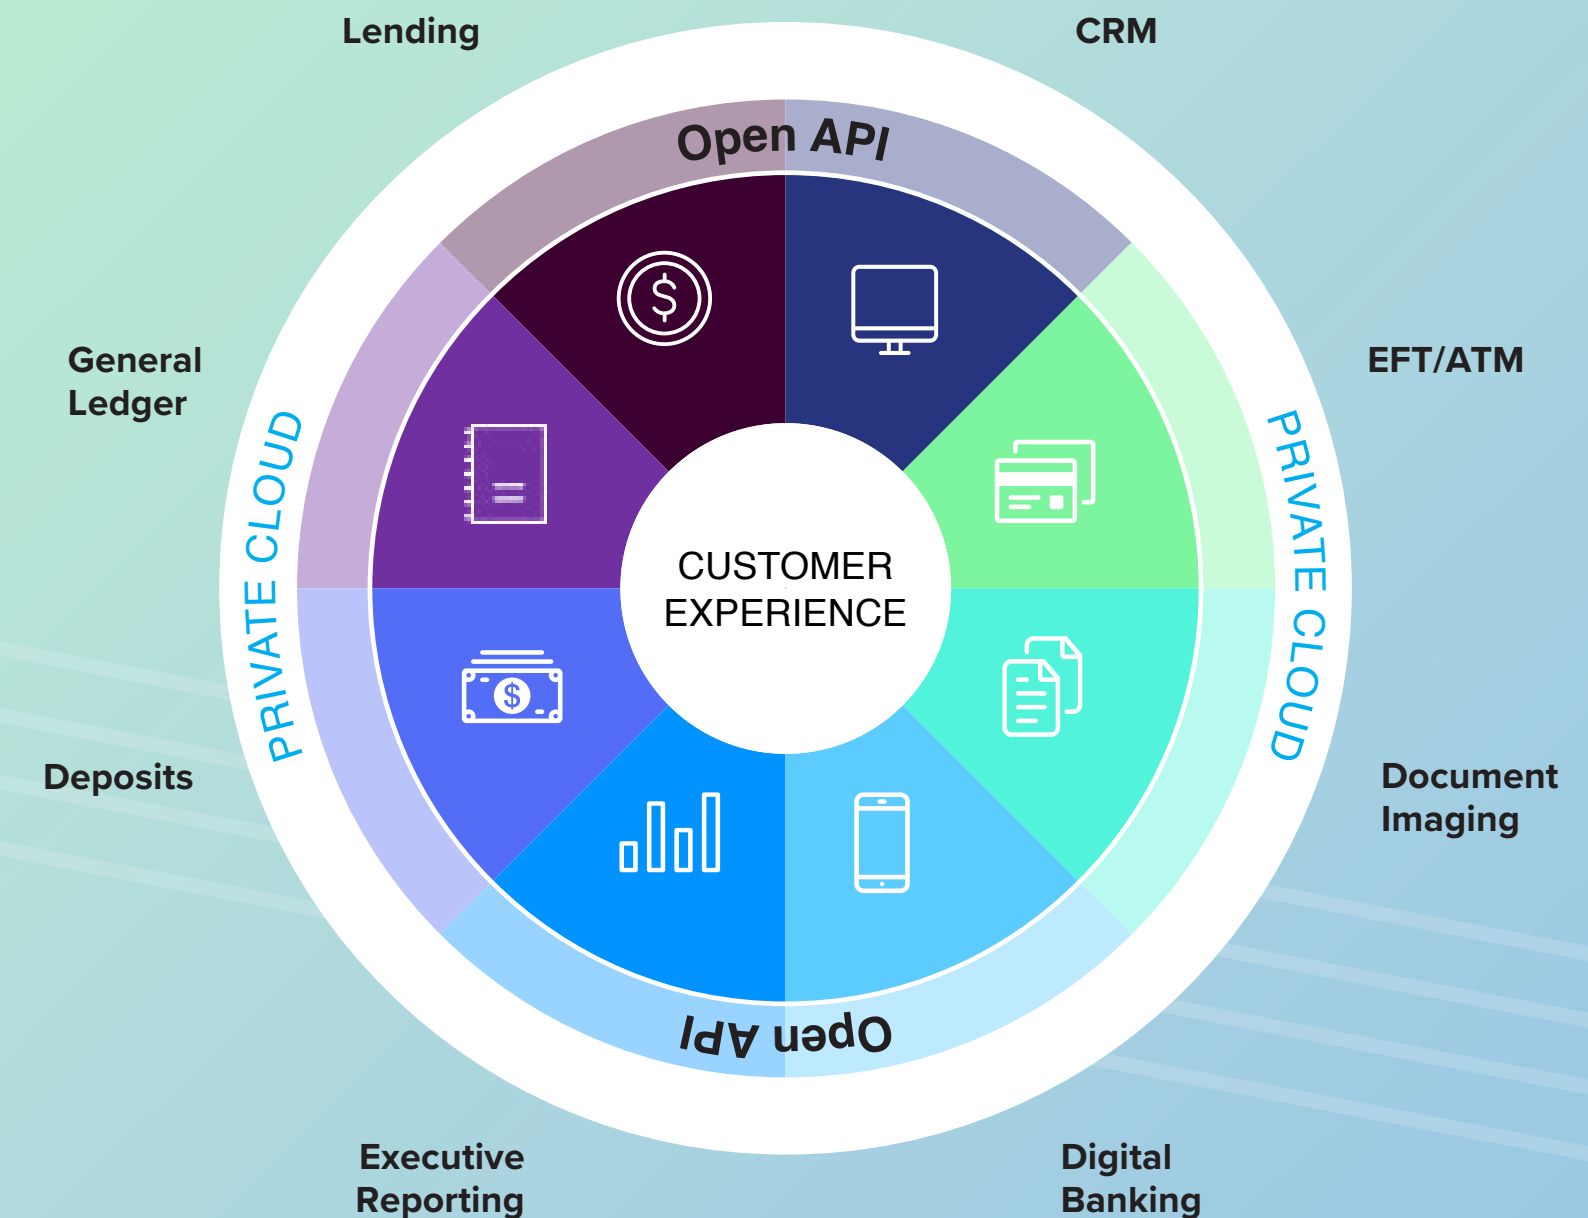 Lending
CRM
Open API
General
Ledger
EFT/ATM
PRIVATE CLOUD
PRIVATE CLOUD
$
CUSTOMER
EXPERIENCE
$
Deposits
Document
Imaging
Open API
Executive
Reporting
Digital
Banking